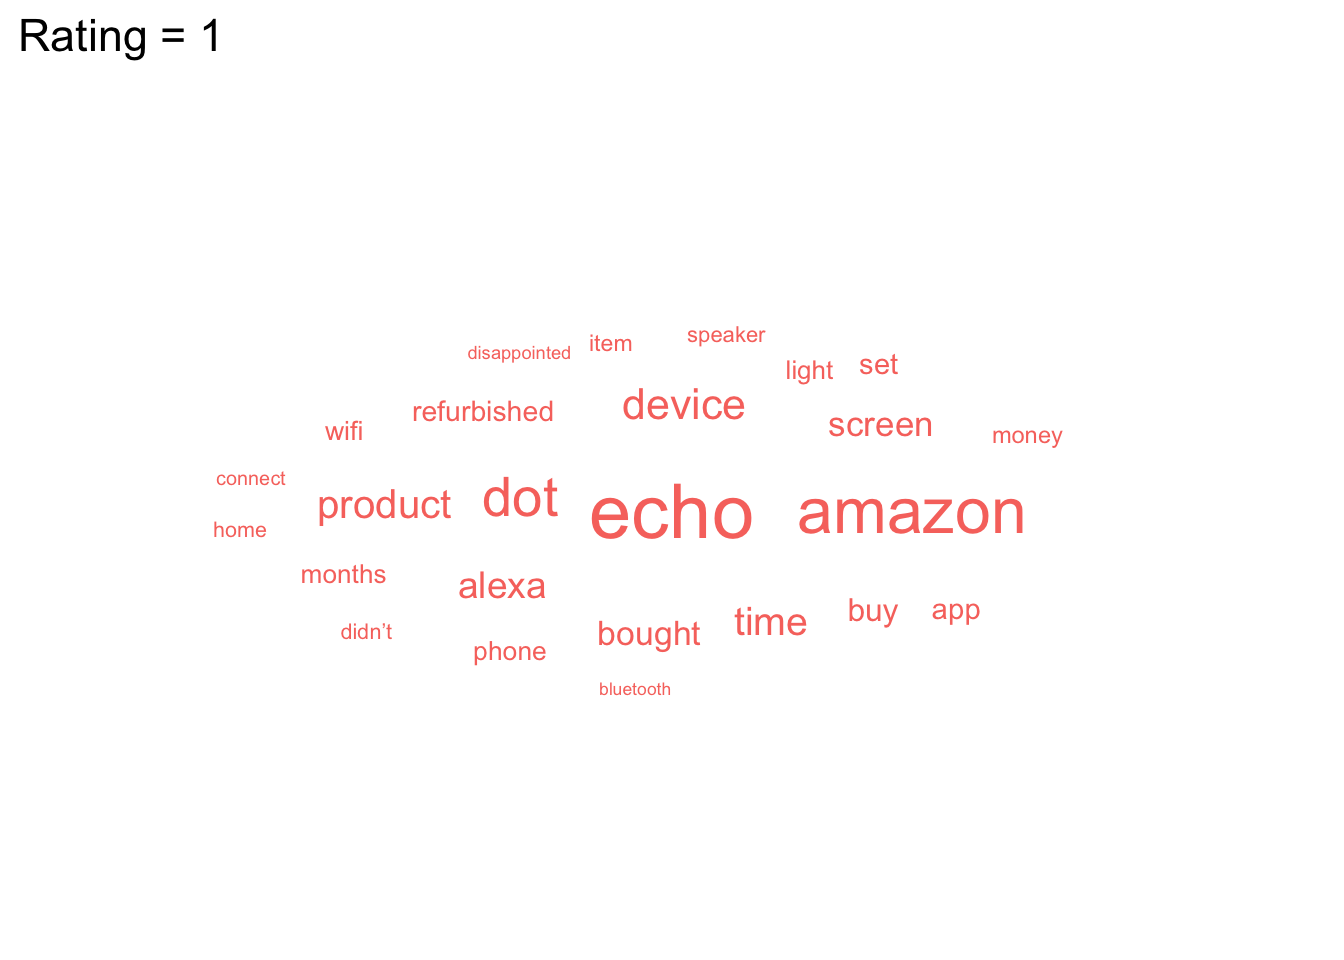 Rating = 1
disappointed item speaker
light set
refurbished device screen
wifi money
connect
product dot echo amazon
home
months alexa
bought time buy app
didn’t phone
bluetooth